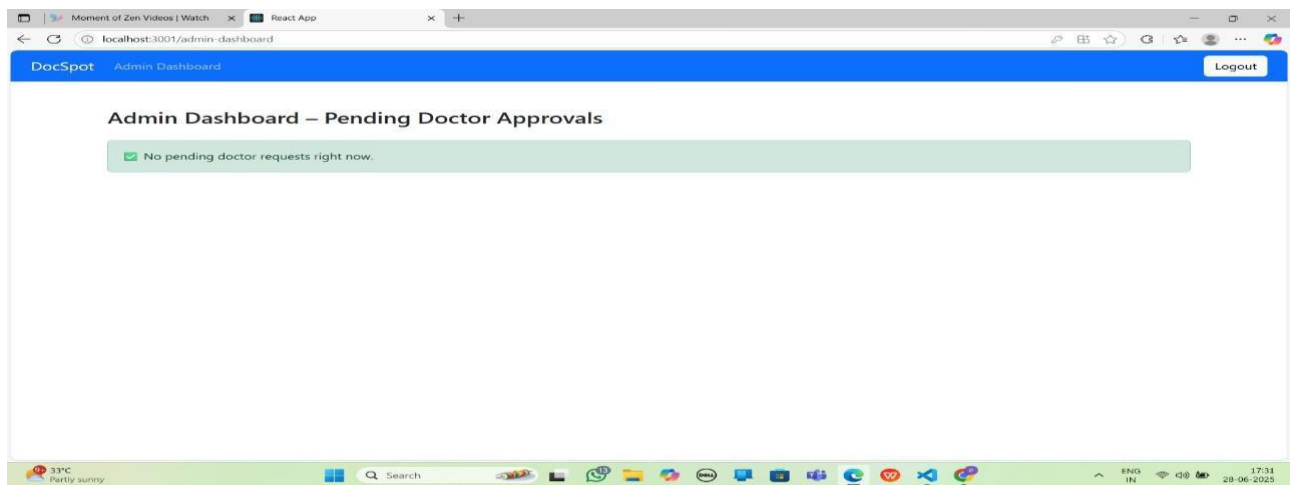 Moment of Zen Videos | Watch
React App
localhost:3001/admin-dashboard
DocSpot Admin Dashboard Logout
Admin Dashboard – Pending Doctor Approvals
No pending doctor requests right now.
33°C
Partly sunny
Search
DELL
ENG
IN
17:31
28-06-2025